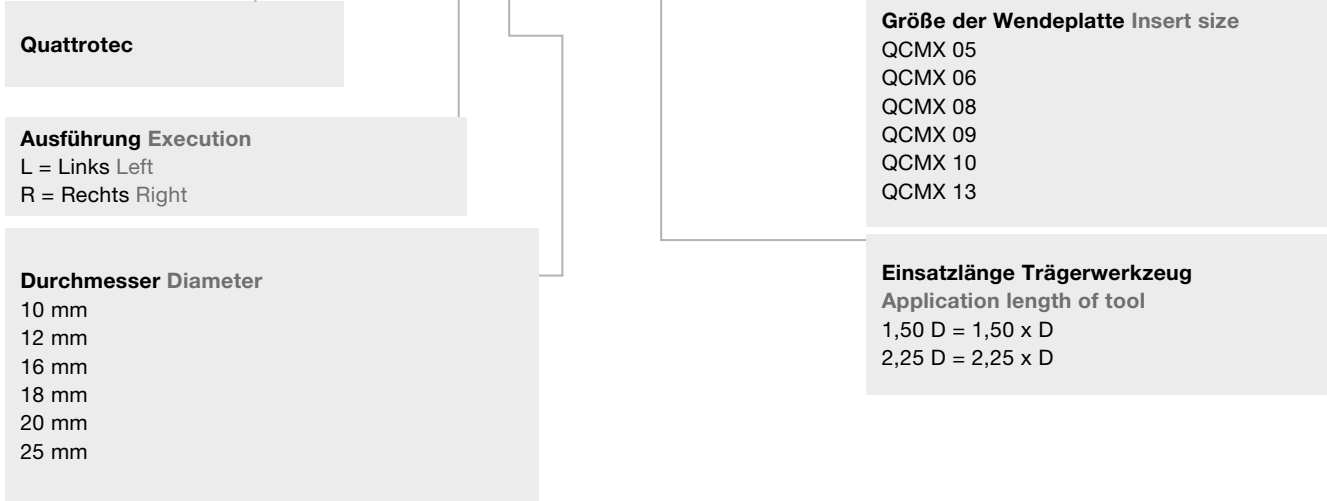 Quattrotec
Ausführung Execution
L = Links Left
R = Rechts Right
Durchmesser Diameter
10 mm
12 mm
16 mm
18 mm
20 mm
25 mm
Größe der Wendeplatte Insert size
QCMX 05
QCMX 06
QCMX 08
QCMX 09
QCMX 10
QCMX 13
Einsatzlänge Trägerwerkzeug
Application length of tool
1,50 D = 1,50 x D
2,25 D = 2,25 x D